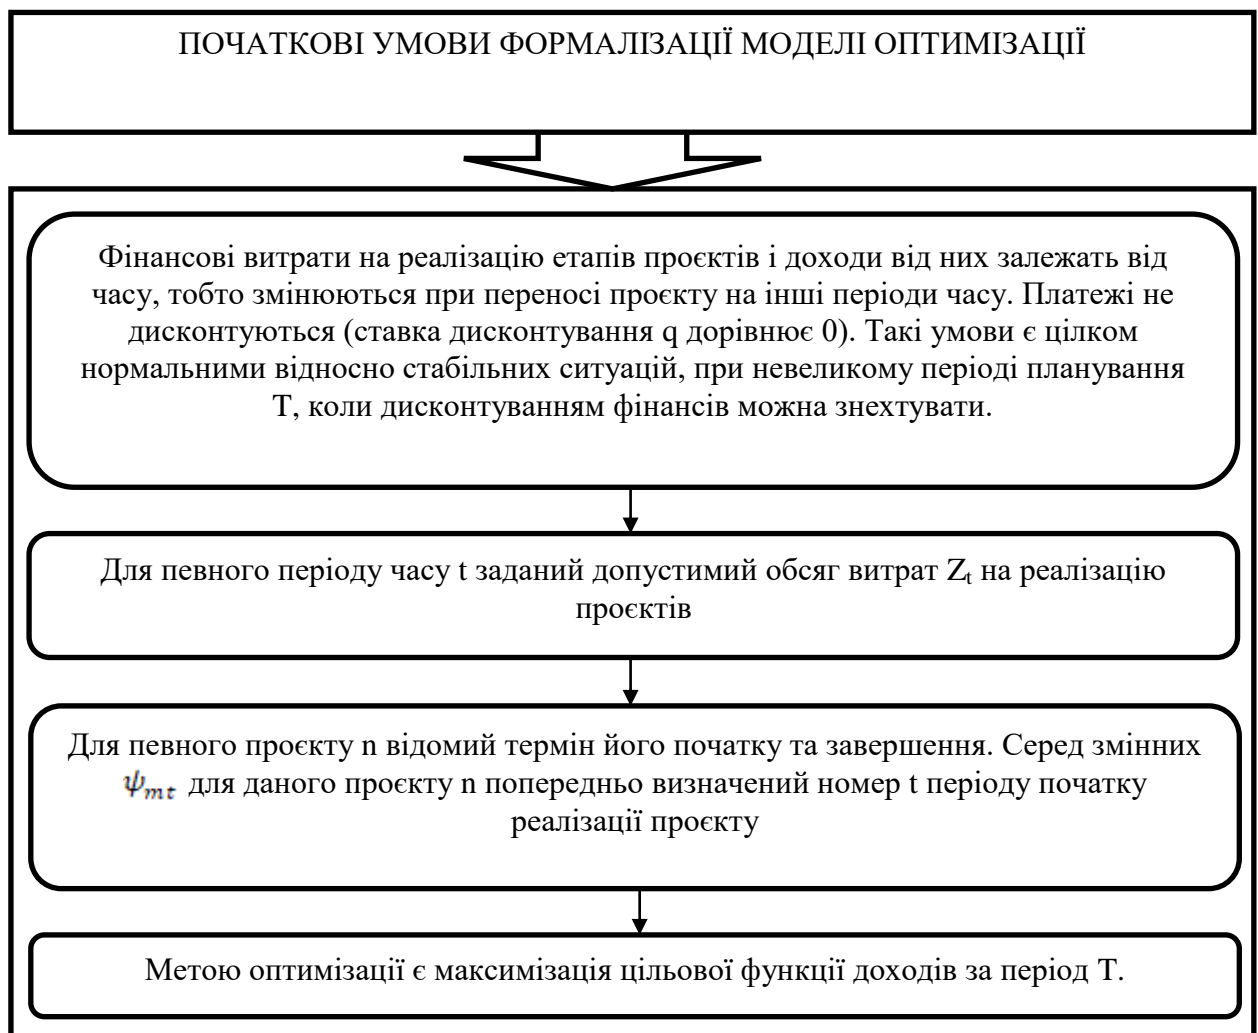 ПОЧАТКОВІ УМОВИ ФОРМАЛІЗАЦІЇ МОДЕЛІ ОПТИМІЗАЦІЇ
Фінансові витрати на реалізацію етапів проєктів і доходи від них залежать від
часу, тобто змінюються при переносі проєкту на інші періоди часу. Платежі не
дисконтуються (ставка дисконтування q дорівнює 0). Такі умови є цілком
нормальними відносно стабільних ситуацій, при невеликому періоді планування
Т, коли дисконтуванням фінансів можна знехтувати.
Для певного періоду часу t заданий допустимий обсяг витрат Zₜ на реалізацію
проєктів
Для певного проєкту n відомий термін його початку та завершення. Серед змінних
ψₘₜ для даного проєкту n попередньо визначений номер t періоду початку
реалізації проєкту
Метою оптимізації є максимізація цільової функції доходів за період Т.